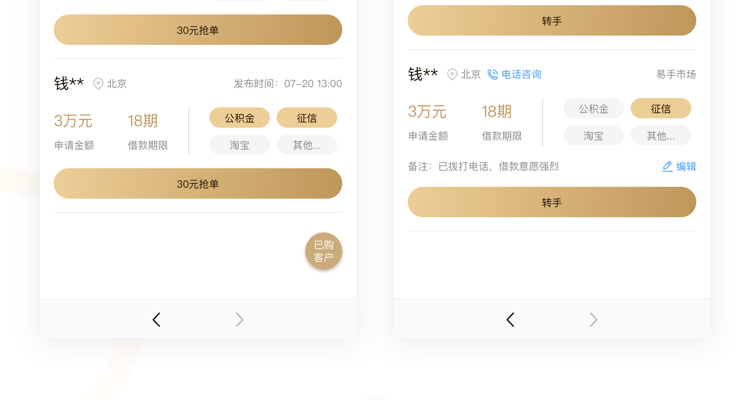 30元抢单
钱** 北京 发布时间：07-20 13:00
3万元 18期 公积金 征信
申请金额 借款期限 淘宝 其他...
30元抢单
已购
客户
转手
钱** 北京 电话咨询 易手市场
3万元 18期 公积金 征信
申请金额 借款期限 淘宝 其他...
备注：已拨打电话，借款意愿强烈 编辑
转手